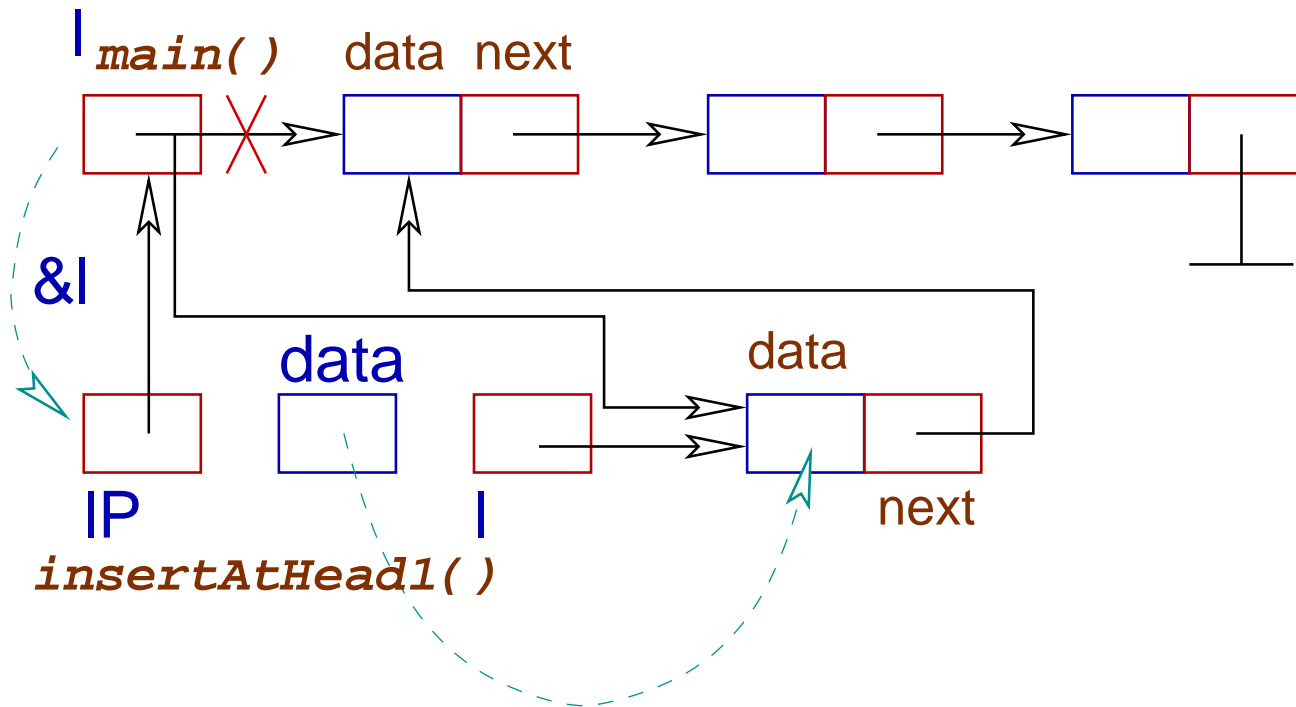 l
main()
data next
&l
data
data
lP
l
next
insertAtHead1()